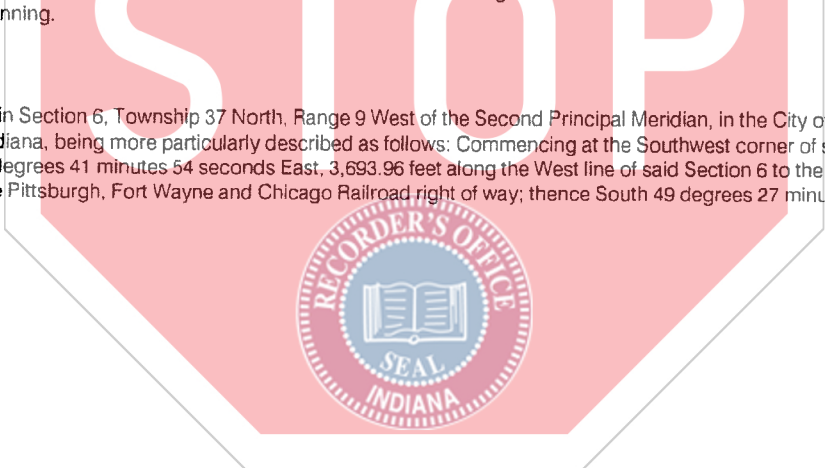 nning.
STOP
in Section 6, Township 37 North, Range 9 West of the Second Principal Meridian, in the City o
diana, being more particularly described as follows: Commencing at the Southwest corner of s
degrees 41 minutes 54 seconds East, 3,693.96 feet along the West line of said Section 6 to the
Pittsburgh, Fort Wayne and Chicago Railroad right of way; thence South 49 degrees 27 minu
RECORDER'S OFFICE
SEAL
INDIANA